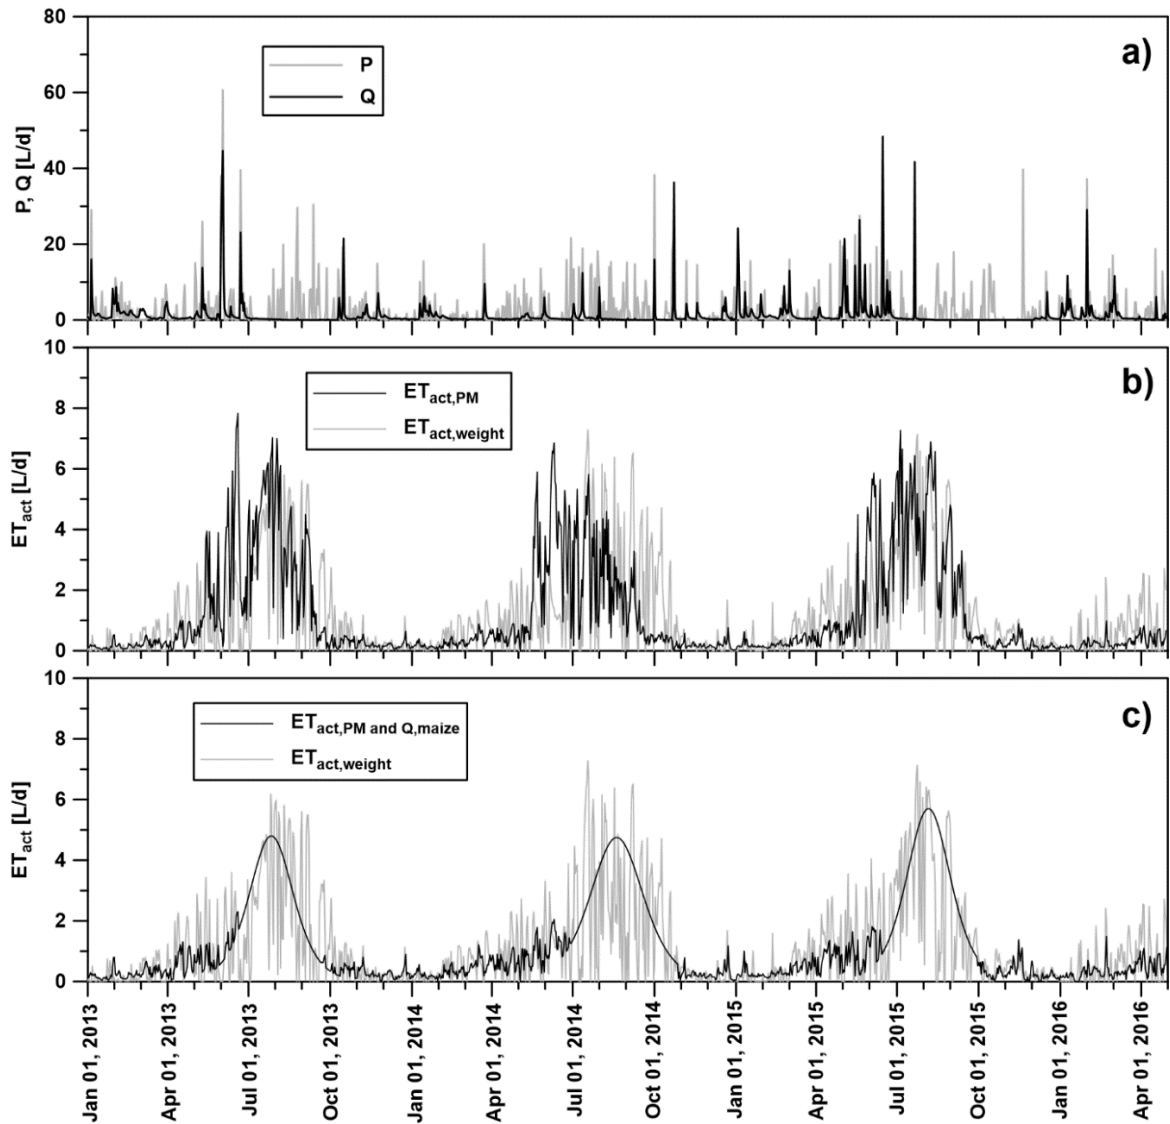 a)
P
Q
P, Q [L/d]
80
60
40
20
0
b)
ET_act,PM
ET_act,weight
ET_act [L/d]
10
8
6
4
2
0
c)
ET_act,PM and Q,maize
ET_act,weight
ET_act [L/d]
10
8
6
4
2
0
Jan 01, 2013
Apr 01, 2013
Jul 01, 2013
Oct 01, 2013
Jan 01, 2014
Apr 01, 2014
Jul 01, 2014
Oct 01, 2014
Jan 01, 2015
Apr 01, 2015
Jul 01, 2015
Oct 01, 2015
Jan 01, 2016
Apr 01, 2016